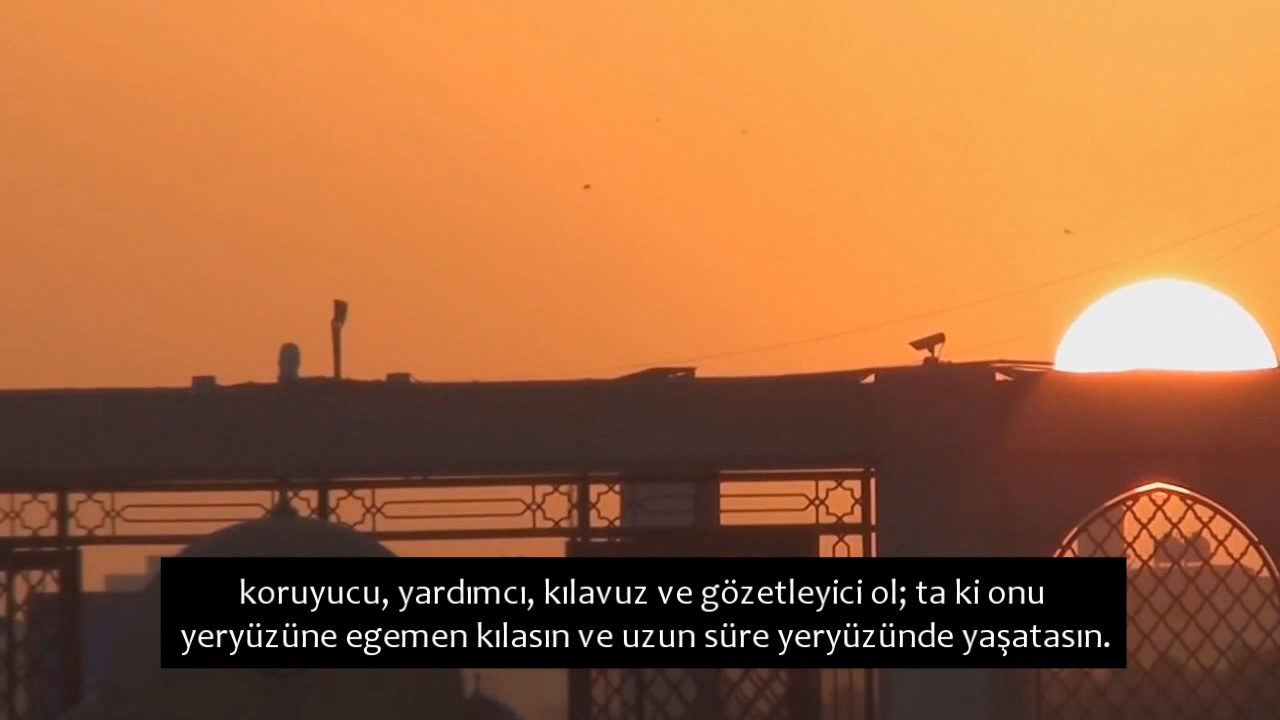 koruyucu, yardımcı, kılavuz ve gözetleyici ol; ta ki onu
yeryüzüne egemen kılasın ve uzun süre yeryüzünde yaşatasın.